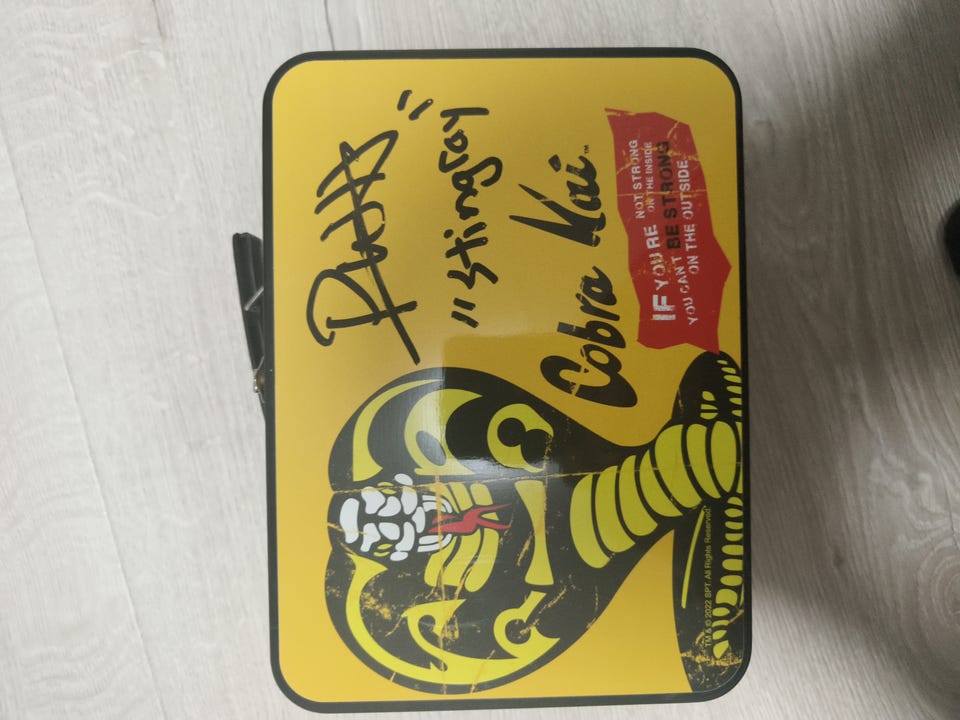 "Stingray"
Cobra Kai™
IF YOU'RE NOT STRONG
ON THE INSIDE
YOU CAN'T BE STRONG
ON THE OUTSIDE.
TM & © 2022 SPT. All Rights Reserved.